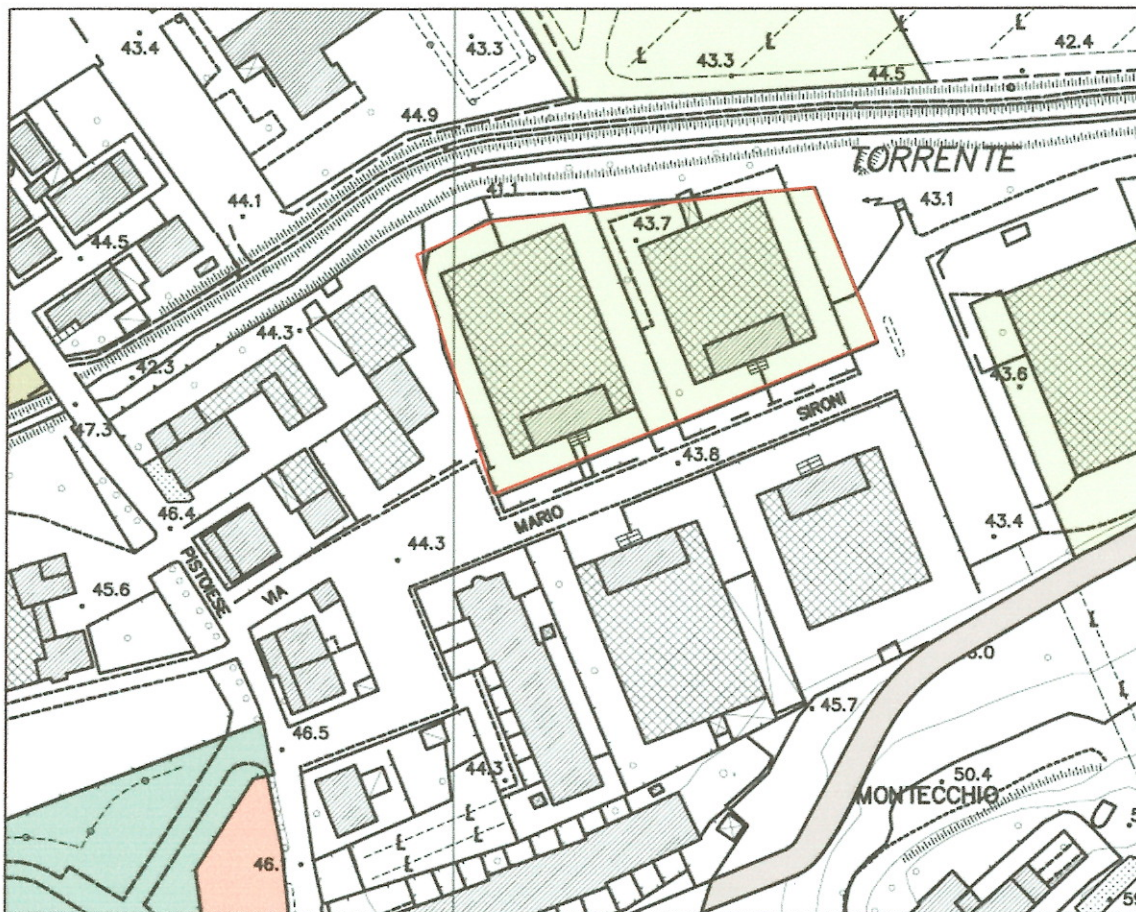 43.4
43.3
43.3
Ł
Ł
Ł
Ł
42.4
44.5
44.9
TORRENTE
41.1
43.1
44.1
43.7
44.5
44.3
42.3
43.6
47.3
SIRONI
43.8
46.4
MARIO
43.4
44.3
PISTOIESE
VIA
45.6
Ł
Ł
45.7
46.5
44.3
50.4
MONTECCHIO
Ł
Ł
Ł
Ł
46.